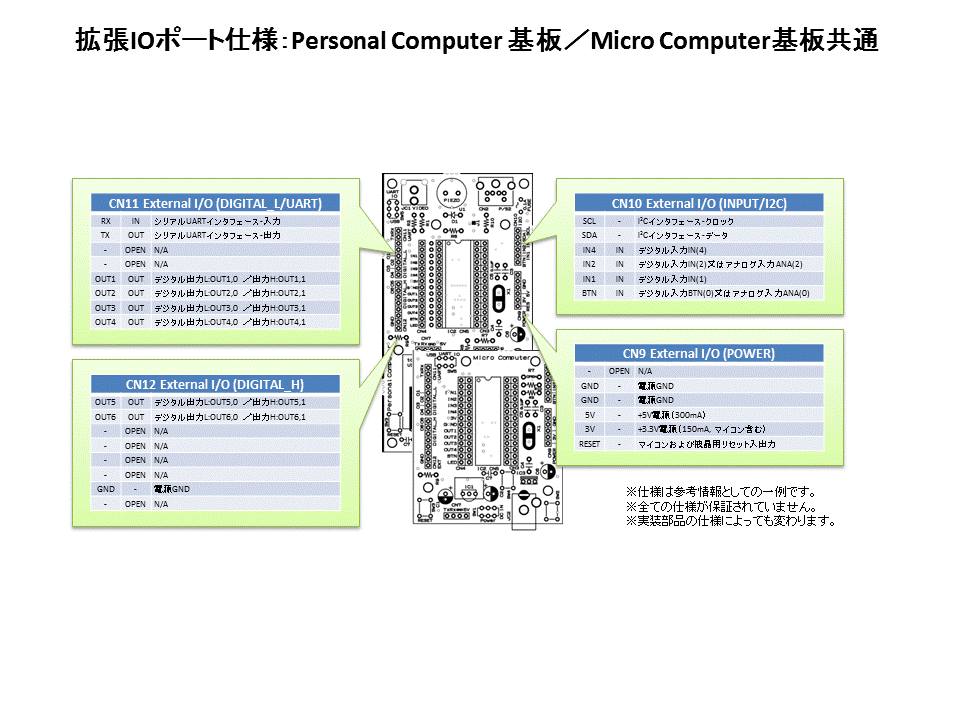 拡張IOポート仕様：Personal Computer 基板／Micro Computer基板共通
CN11 External I/O (DIGITAL_L/UART)
RX IN シリアルUARTインタフェース-入力
TX OUT シリアルUARTインタフェース-出力
- OPEN N/A
- OPEN N/A
OUT1 OUT デジタル出力L:OUT1,0 ／出力H:OUT1,1
OUT2 OUT デジタル出力L:OUT2,0 ／出力H:OUT2,1
OUT3 OUT デジタル出力L:OUT3,0 ／出力H:OUT3,1
OUT4 OUT デジタル出力L:OUT4,0 ／出力H:OUT4,1
CN12 External I/O (DIGITAL_H)
OUT5 OUT デジタル出力L:OUT5,0 ／出力H:OUT5,1
OUT6 OUT デジタル出力L:OUT6,0 ／出力H:OUT6,1
- OPEN N/A
- OPEN N/A
- OPEN N/A
- OPEN N/A
GND - 電源GND
- OPEN N/A
CN10 External I/O (INPUT/I2C)
SCL - I²Cインタフェース-クロック
SDA - I²Cインタフェース-データ
IN4 IN デジタル入力IN(4)
IN2 IN デジタル入力IN(2)又はアナログ入力ANA(2)
IN1 IN デジタル入力IN(1)
BTN IN デジタル入力BTN(0)又はアナログ入力ANA(0)
CN9 External I/O (POWER)
- OPEN N/A
GND - 電源GND
GND - 電源GND
5V - +5V電源（300mA）
3V - +3.3V電源（150mA, マイコン含む）
RESET - マイコンおよび液晶用リセット入出力
UART
VIDEO
PIEZO
P/S2
Micro Computer
RESET
Power
※仕様は参考情報としての一例です。
※全ての仕様が保証されていません。
※実装部品の仕様によっても変わります。